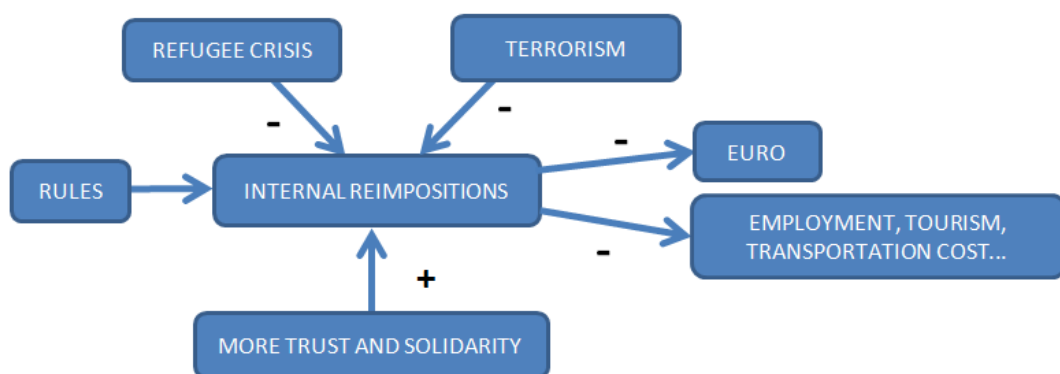 REFUGEE CRISIS
TERRORISM
-
-
-
EURO
RULES
INTERNAL REIMPOSITIONS
EMPLOYMENT, TOURISM,
TRANSPORTATION COST...
-
+
MORE TRUST AND SOLIDARITY